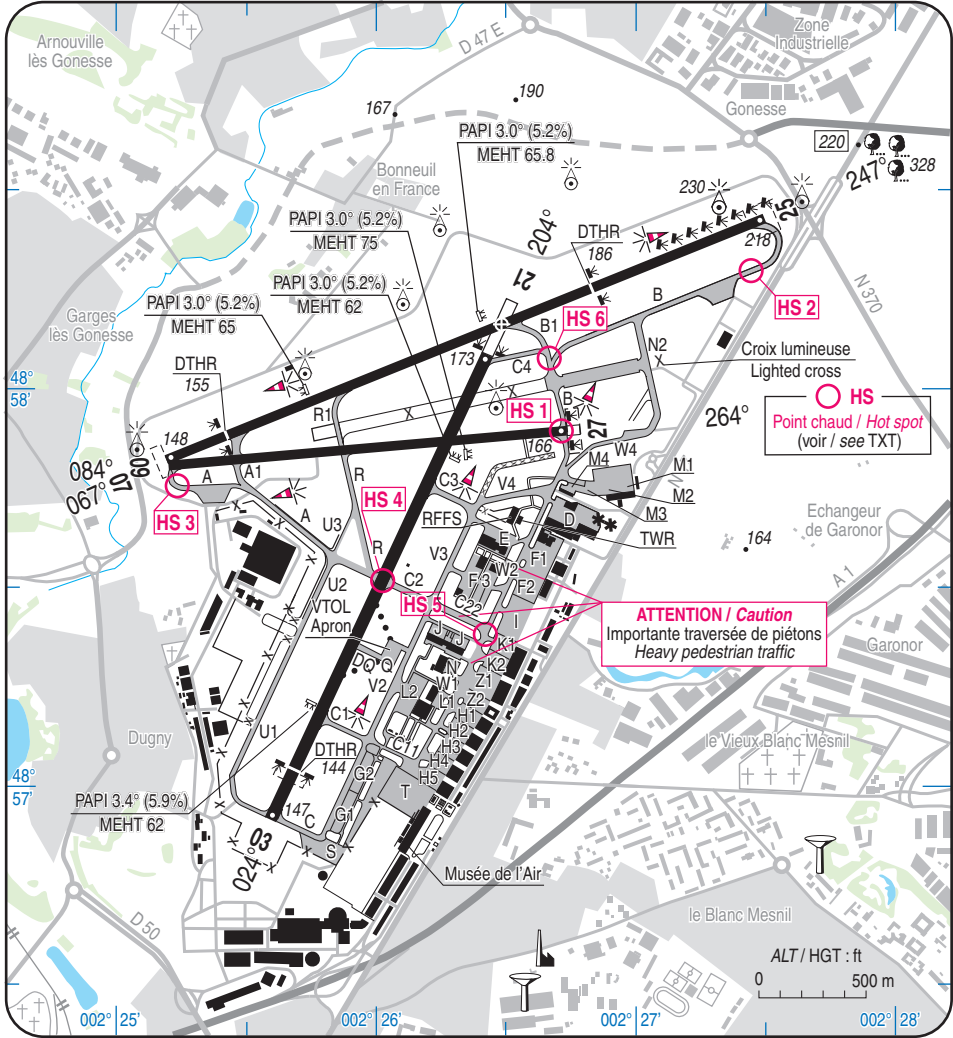 Arnouville
lès Gonesse
D 47 E
Zone
Industrielle
190
167
Gonesse
PAPI 3.0° (5.2%)
MEHT 65.8
220
247°
328
Bonneuil
en France
230
25
204°
PAPI 3.0° (5.2%)
MEHT 75
DTHR
186
218
21
PAPI 3.0° (5.2%)
MEHT 62
B
HS 2
N 370
PAPI 3.0° (5.2%)
MEHT 65
B1
HS 6
Garges
lès Gonesse
N2
DTHR
155
173
C4
Croix lumineuse
Lighted cross
48°
58'
X
X
HS
Point chaud / Hot spot
(voir / see TXT)
B
HS 1
264°
R1
27
148
166
W4
084°
09
067°
07
A
A1
R
M4
M1
HS 3
HS 4
C3
V4
M2
A
M3
U3
RFFS
D
TWR
Echangeur
de Garonor
E
164
R
V3
F1
A 1
W2
U2
C2
F3
F2
VTOL
Apron
HS 5
C22
I
ATTENTION / Caution
Importante traversée de piétons
Heavy pedestrian traffic
J
J
K1
Garonor
DQ
Q
N
K2
V2
W1
Z1
L2
L1
Z2
C1
H1
U1
H2
Dugny
le Vieux Blanc Mesnil
DTHR
144
C11
H3
H4
G2
H5
48°
57'
T
PAPI 3.4° (5.9%)
MEHT 62
147
C
G1
03
S
024°
Musée de l'Air
D 50
le Blanc Mesnil
ALT / HGT : ft
0
500 m
002° 25'
002° 26'
002° 27'
002° 28'